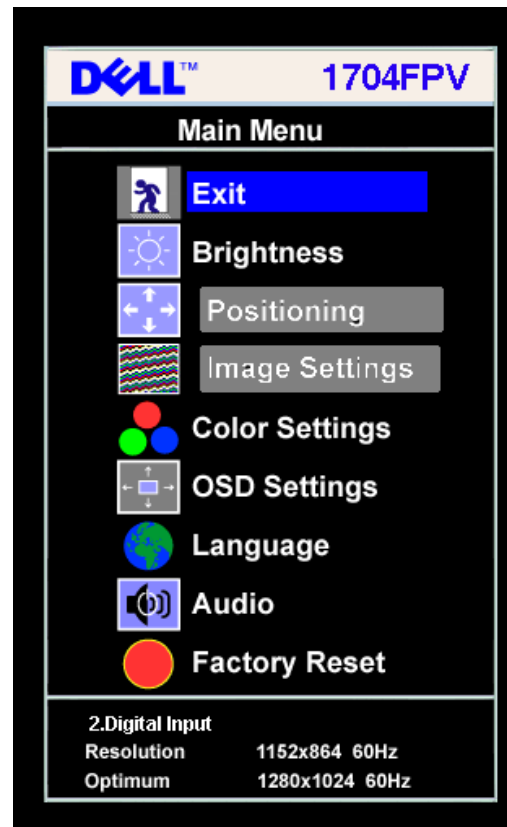 DELL™ 1704FPV
Main Menu
Exit
Brightness
Positioning
Image Settings
Color Settings
OSD Settings
Language
Audio
Factory Reset
2.Digital Input
Resolution 1152x864 60Hz
Optimum 1280x1024 60Hz